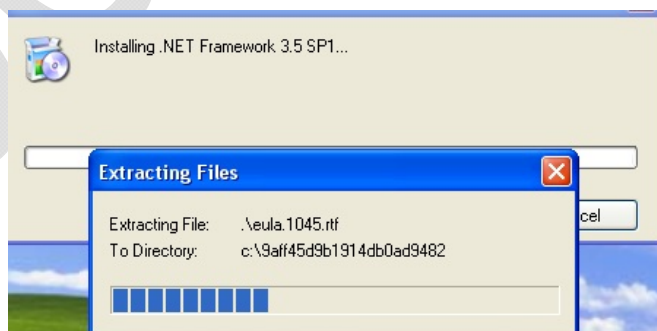 Installing .NET Framework 3.5 SP1...
Extracting Files
cel
Extracting File: .\eula.1045.rtf
To Directory: c:\9aff45d9b1914db0ad9482